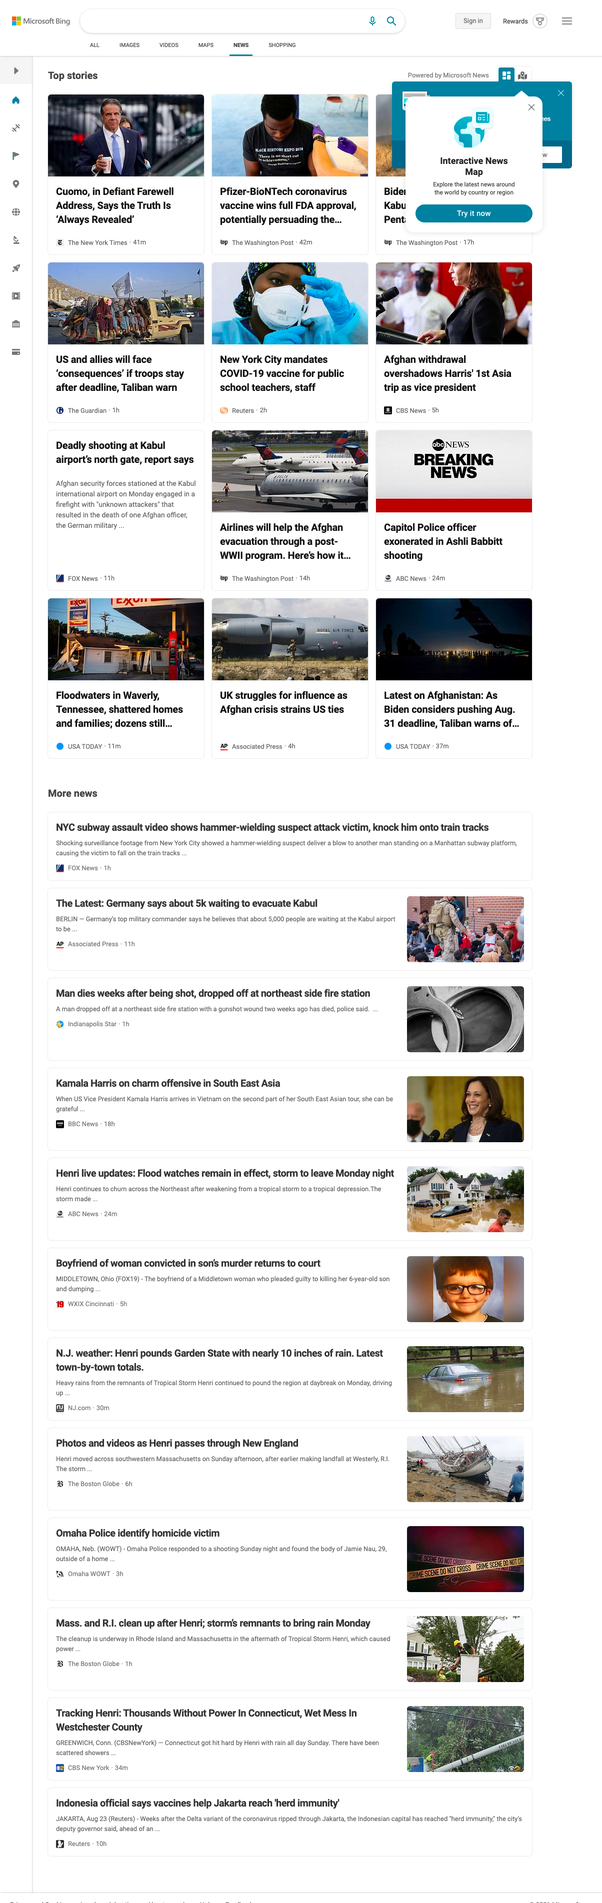 Microsoft Bing
Sign in
Rewards
ALL
IMAGES
VIDEOS
MAPS
NEWS
SHOPPING
Top stories
Powered by Microsoft News
Interactive News
Map
Explore the latest news around
the world by country or region
Try it now
Cuomo, in Defiant Farewell
Address, Says the Truth Is
‘Always Revealed’
The New York Times · 41m
Pfizer-BioNTech coronavirus
vaccine wins full FDA approval,
potentially persuading the...
The Washington Post · 42m
Biden
Kabu
Penta
The Washington Post · 17h
US and allies will face
‘consequences’ if troops stay
after deadline, Taliban warn
The Guardian · 1h
New York City mandates
COVID-19 vaccine for public
school teachers, staff
Reuters · 2h
Afghan withdrawal
overshadows Harris' 1st Asia
trip as vice president
CBS News · 5h
Deadly shooting at Kabul
airport's north gate, report says
Afghan security forces stationed at the Kabul
international airport on Monday engaged in a
firefight with "unknown attackers" that
resulted in the death of one Afghan officer,
the German military ...
FOX News · 11h
Airlines will help the Afghan
evacuation through a post-
WWII program. Here’s how it...
The Washington Post · 14h
abc NEWS
BREAKING
NEWS
Capitol Police officer
exonerated in Ashli Babbitt
shooting
ABC News · 24m
EXXON
Floodwaters in Waverly,
Tennessee, shattered homes
and families; dozens still...
USA TODAY · 11m
ROYAL AIR FORCE
UK struggles for influence as
Afghan crisis strains US ties
AP
Associated Press · 4h
Latest on Afghanistan: As
Biden considers pushing Aug.
31 deadline, Taliban warns of...
USA TODAY · 37m
More news
NYC subway assault video shows hammer-wielding suspect attack victim, knock him onto train tracks
Shocking surveillance footage from New York City showed a hammer-wielding suspect deliver a blow to another man standing on a Manhattan subway platform,
causing the victim to fall on the train tracks ...
FOX News · 1h
The Latest: Germany says about 5k waiting to evacuate Kabul
BERLIN — Germany's top military commander says he believes that about 5,000 people are waiting at the Kabul airport
to be ...
AP
Associated Press · 11h
Man dies weeks after being shot, dropped off at northeast side fire station
A man dropped off at a northeast side fire station with a gunshot wound two weeks ago has died, police said. ...
Indianapolis Star · 1h
Kamala Harris on charm offensive in South East Asia
When US Vice President Kamala Harris arrives in Vietnam on the second part of her South East Asian tour, she can be
grateful ...
BBC News · 18h
Henri live updates: Flood watches remain in effect, storm to leave Monday night
Henri continues to churn across the Northeast after weakening from a tropical storm to a tropical depression.The
storm made ...
ABC News · 24m
Boyfriend of woman convicted in son’s murder returns to court
MIDDLETOWN, Ohio (FOX19) - The boyfriend of a Middletown woman who pleaded guilty to killing her 6-year-old son
and dumping ...
19
WXIX Cincinnati · 5h
N.J. weather: Henri pounds Garden State with nearly 10 inches of rain. Latest
town-by-town totals.
Heavy rains from the remnants of Tropical Storm Henri continued to pound the region at daybreak on Monday, driving
up ...
NJ.com · 30m
Photos and videos as Henri passes through New England
Henri moved across southwestern Massachusetts on Sunday afternoon, after earlier making landfall at Westerly, R.I.
The storm ...
The Boston Globe · 6h
Omaha Police identify homicide victim
OMAHA, Neb. (WOWT) - Omaha Police responded to a shooting Sunday night and found the body of Jamie Nau, 29,
outside of a home ...
Omaha WOWT · 3h
CRIME SCENE DO NOT CROSS
Mass. and R.I. clean up after Henri; storm’s remnants to bring rain Monday
The cleanup is underway in Rhode Island and Massachusetts in the aftermath of Tropical Storm Henri, which caused
power ...
The Boston Globe · 1h
Tracking Henri: Thousands Without Power In Connecticut, Wet Mess In
Westchester County
GREENWICH, Conn. (CBSNewYork) — Connecticut got hit hard by Henri with rain all day Sunday. There have been
scattered showers ...
CBS New York · 34m
Indonesia official says vaccines help Jakarta reach 'herd immunity'
JAKARTA, Aug 23 (Reuters) - Weeks after the Delta variant of the coronavirus ripped through Jakarta, the Indonesian capital has reached "herd immunity," the city's
deputy governor said, ahead of an ...
Reuters · 10h